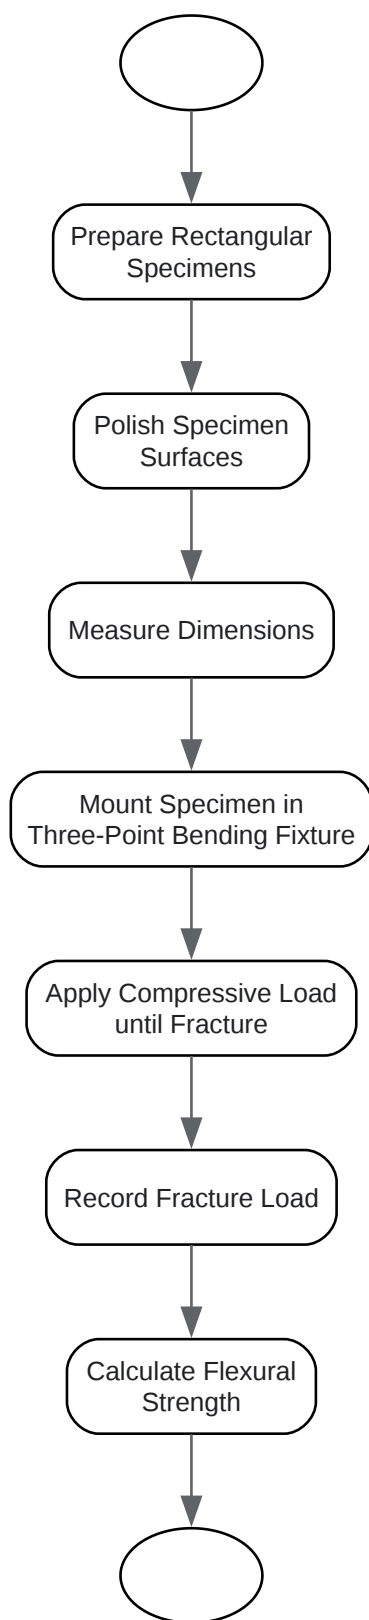 Prepare Rectangular
Specimens
Polish Specimen
Surfaces
Measure Dimensions
Mount Specimen in
Three-Point Bending Fixture
Apply Compressive Load
until Fracture
Record Fracture Load
Calculate Flexural
Strength